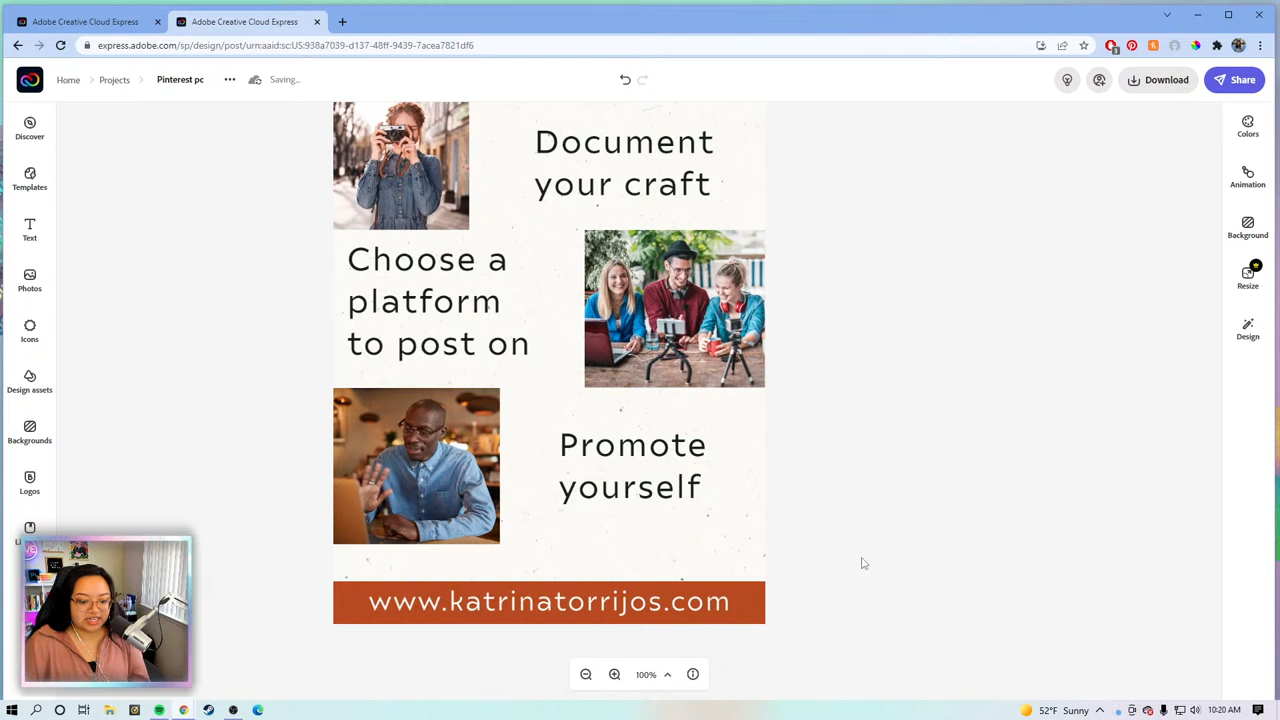 Adobe Creative Cloud Express
Adobe Creative Cloud Express
express.adobe.com/sp/design/post/urn:aaid:sc:US:938a7039-d137-48ff-9439-7acea7821df6
Home
Projects
Pinterest pc
Saving...
Download
Share
Discover
Templates
Text
Photos
Icons
Design assets
Backgrounds
Logos
Colors
Animation
Background
Resize
Design
Document
your craft
Choose a
platform
to post on
Promote
yourself
www.katrinatorrijos.com
100%
52°F Sunny
10:20 AM